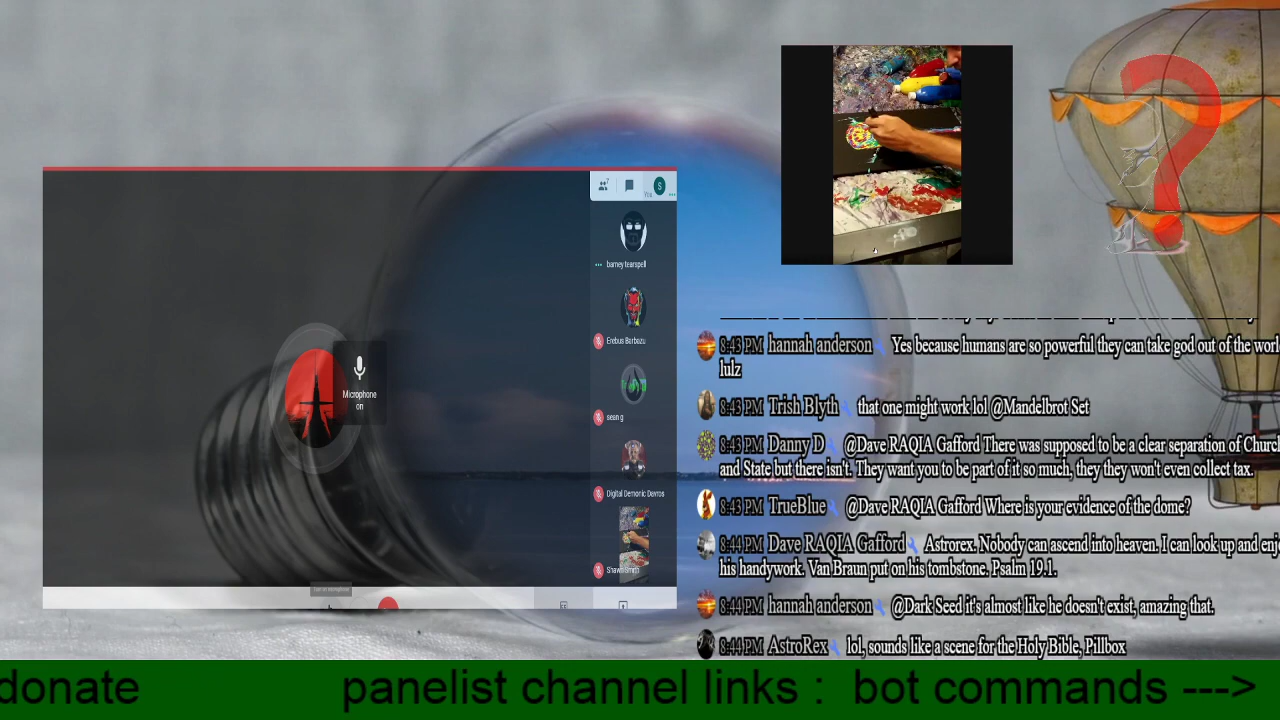 You
barney tearspell
Erebus Barbazu
sean g
Digital Demonic Davros
Shawn Smith
Microphone
on
8:43 PM hannah anderson Yes because humans are so powerful they can take god out of the worl
lulz
8:43 PM Trish Blyth that one might work lol @Mandelbrot Set
8:43 PM Danny D @Dave RAQIA Gafford There was supposed to be a clear separation of Churc
and State but there isn't. They want you to be part of it so much, they they won't even collect tax.
8:43 PM TrueBlue @Dave RAQIA Gafford Where is your evidence of the dome?
8:44 PM Dave RAQIA Gafford Astrorex. Nobody can ascend into heaven. I can look up and enj
his handywork. Van Braun put on his tombstone. Psalm 19.1.
8:44 PM hannah anderson @Dark Seed it's almost like he doesn't exist, amazing that.
8:44 PM AstroRex lol, sounds like a scene for the Holy Bible, Pillbox
donate panelist channel links : bot commands --->